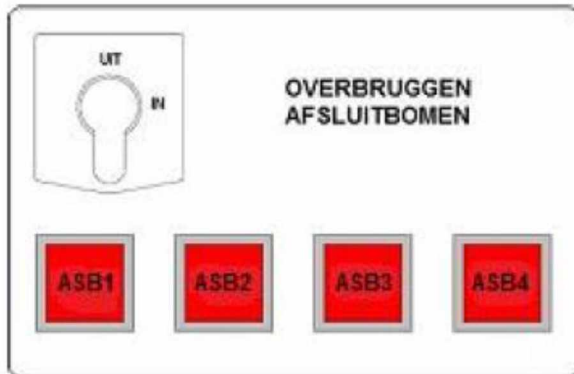 UIT
IN
OVERBRUGGEN
AFSLUITBOMEN
ASB1
ASB2
ASB3
ASB4